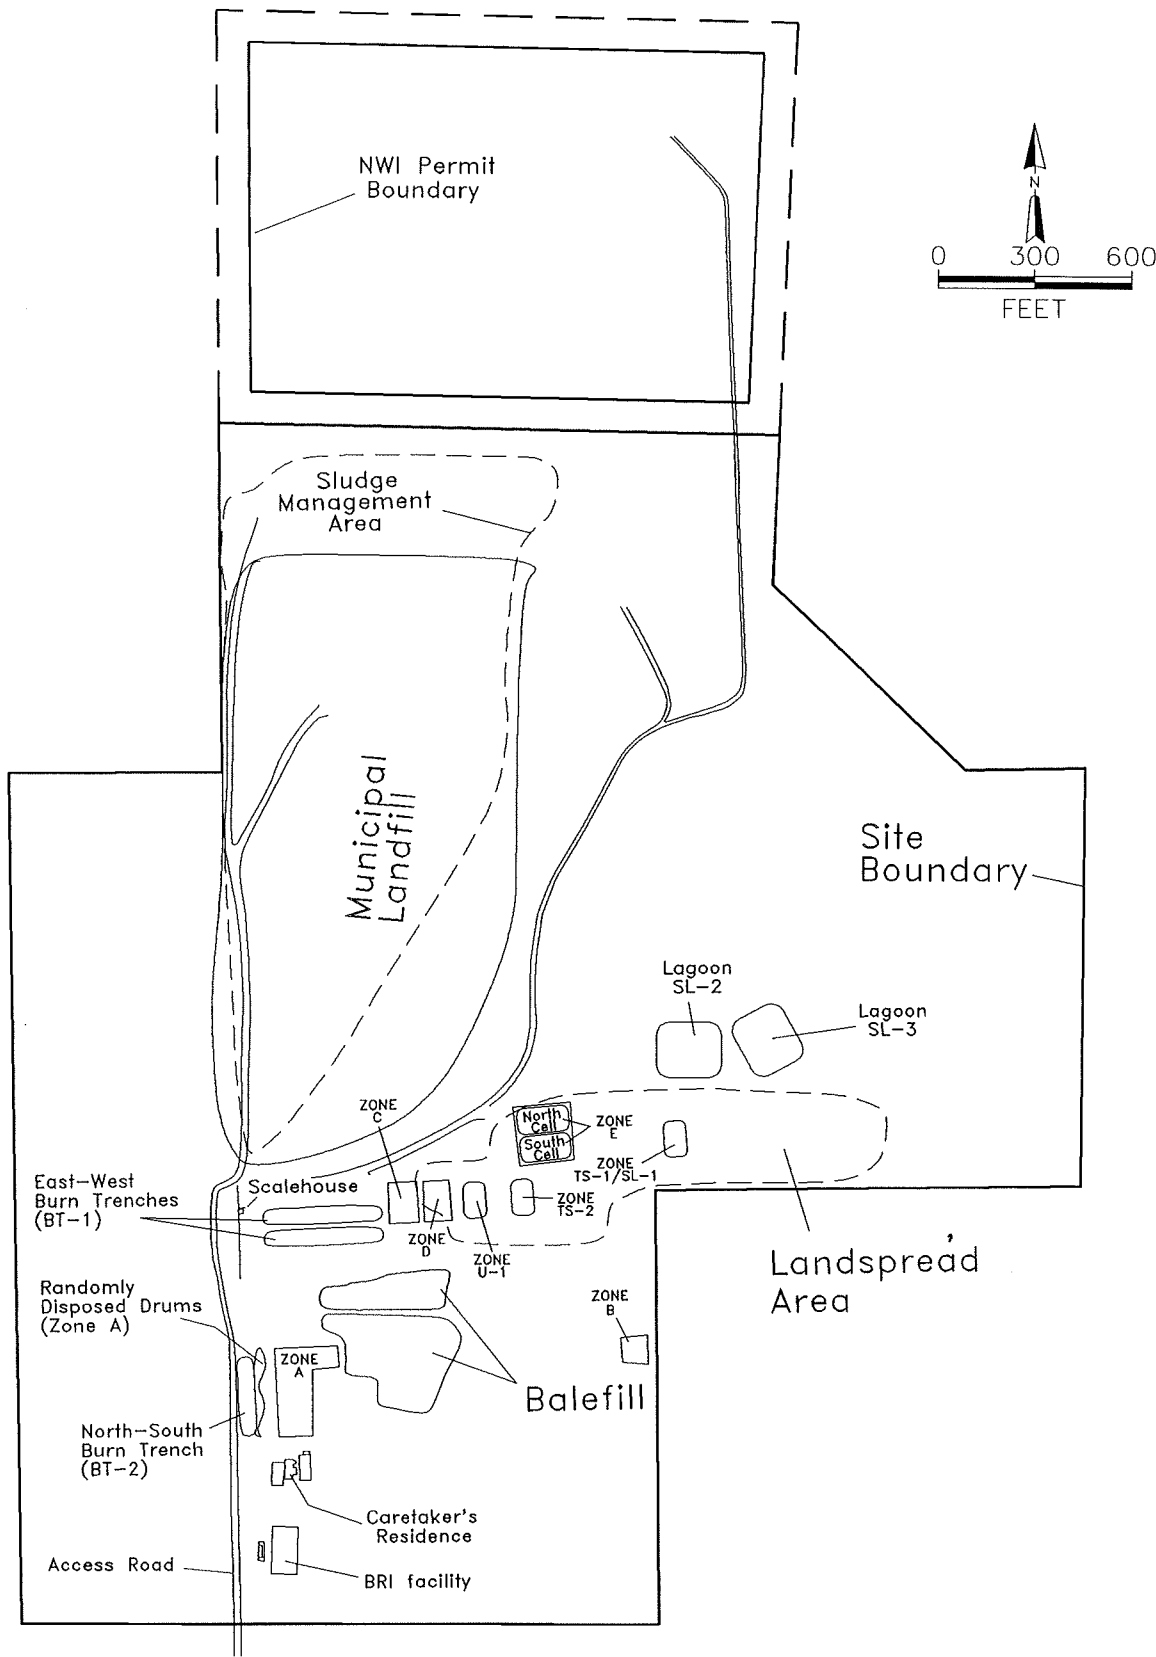 NWI Permit
Boundary
N
0 300 600
FEET
Sludge
Management
Area
Municipal
Landfill
Site
Boundary
Lagoon
SL-2
Lagoon
SL-3
ZONE
C
North
Cell
South
Cell
ZONE
E
ZONE
TS-1/SL-1
East-West
Burn Trenches
(BT-1)
Scalehouse
ZONE
D
ZONE
U-1
ZONE
TS-2
Landspread
Area
Randomly
Disposed Drums
(Zone A)
ZONE
B
ZONE
A
Balefill
North-South
Burn Trench
(BT-2)
Caretaker's
Residence
Access Road
BRI facility